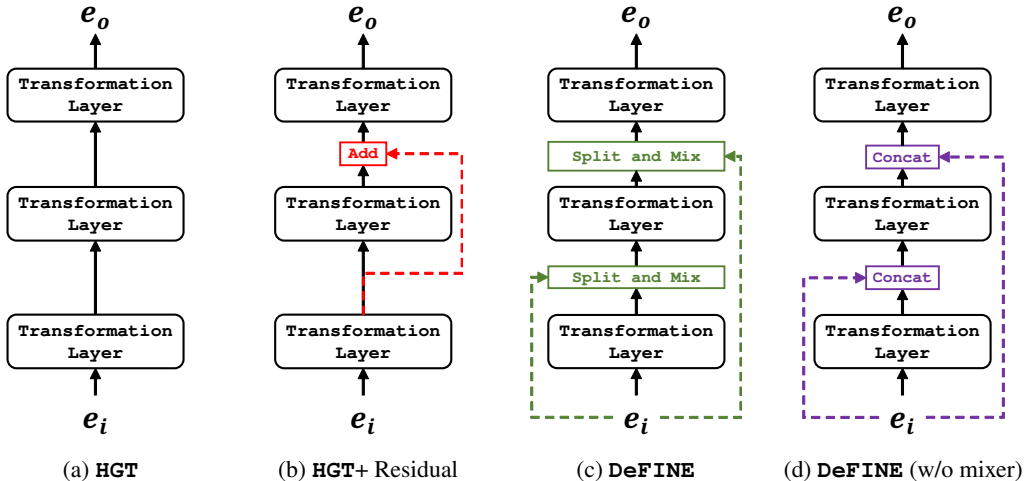 e_o
Transformation
Layer
Transformation
Layer
Transformation
Layer
e_i
(a) HGT
e_o
Transformation
Layer
Add
Transformation
Layer
Transformation
Layer
e_i
(b) HGT+ Residual
e_o
Transformation
Layer
Split and Mix
Transformation
Layer
Split and Mix
Transformation
Layer
e_i
(c) DeFINE
e_o
Transformation
Layer
Concat
Transformation
Layer
Concat
Transformation
Layer
e_i
(d) DeFINE (w/o mixer)